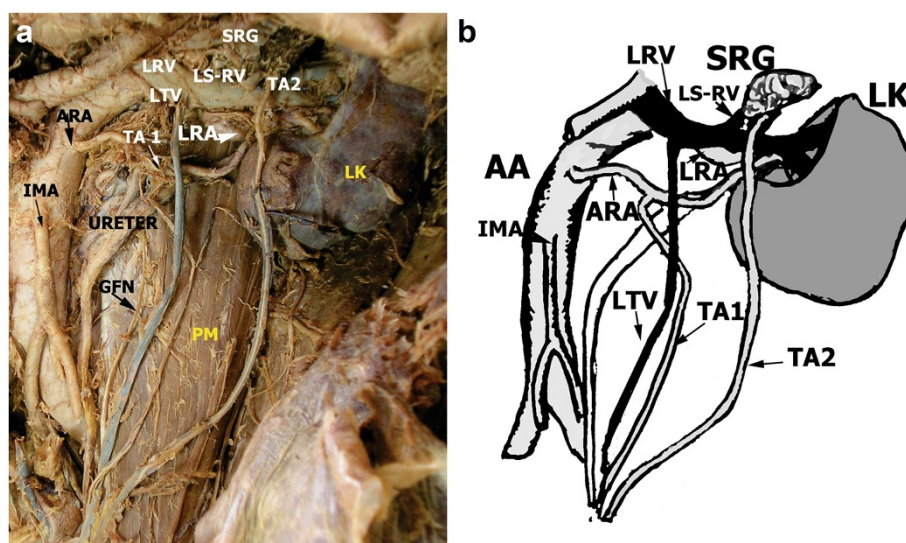 a
SRG
LRV
LS-RV
LTV
TA2
ARA
TA 1
LRA
LK
IMA
URETER
GFN
PM
b
LRV
SRG
LS-RV
LK
AA
LRA
ARA
IMA
LTV
TA1
TA2